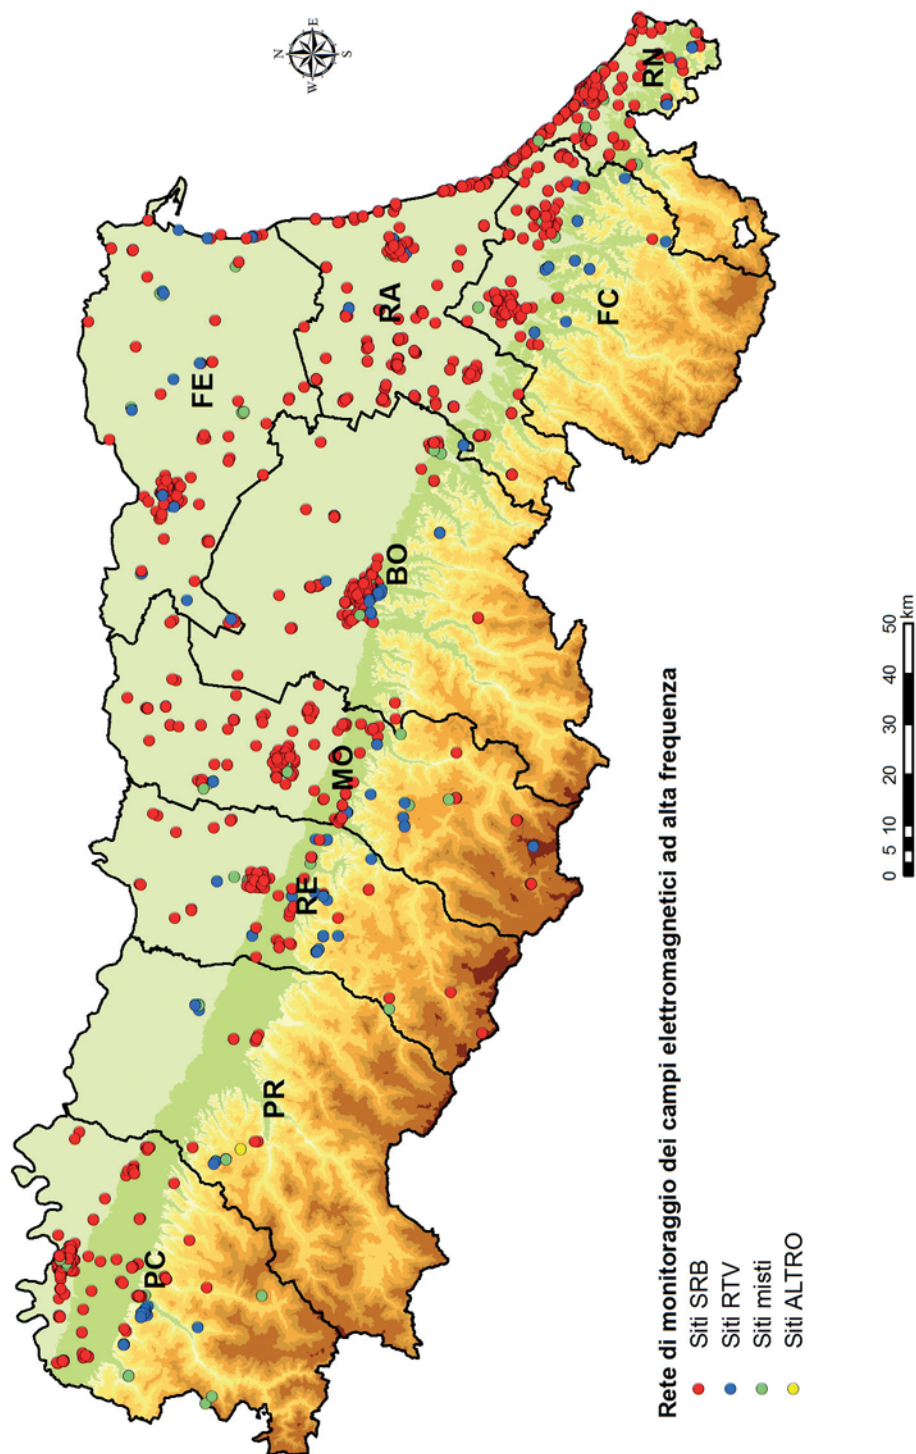 N
W E
S
PC
PR
RE
MO
BO
FE
RA
FC
RN
Rete di monitoraggio dei campi elettromagnetici ad alta frequenza
Siti SRB
Siti RTV
Siti misti
Siti ALTRO
0 5 10 20 30 40 50
km